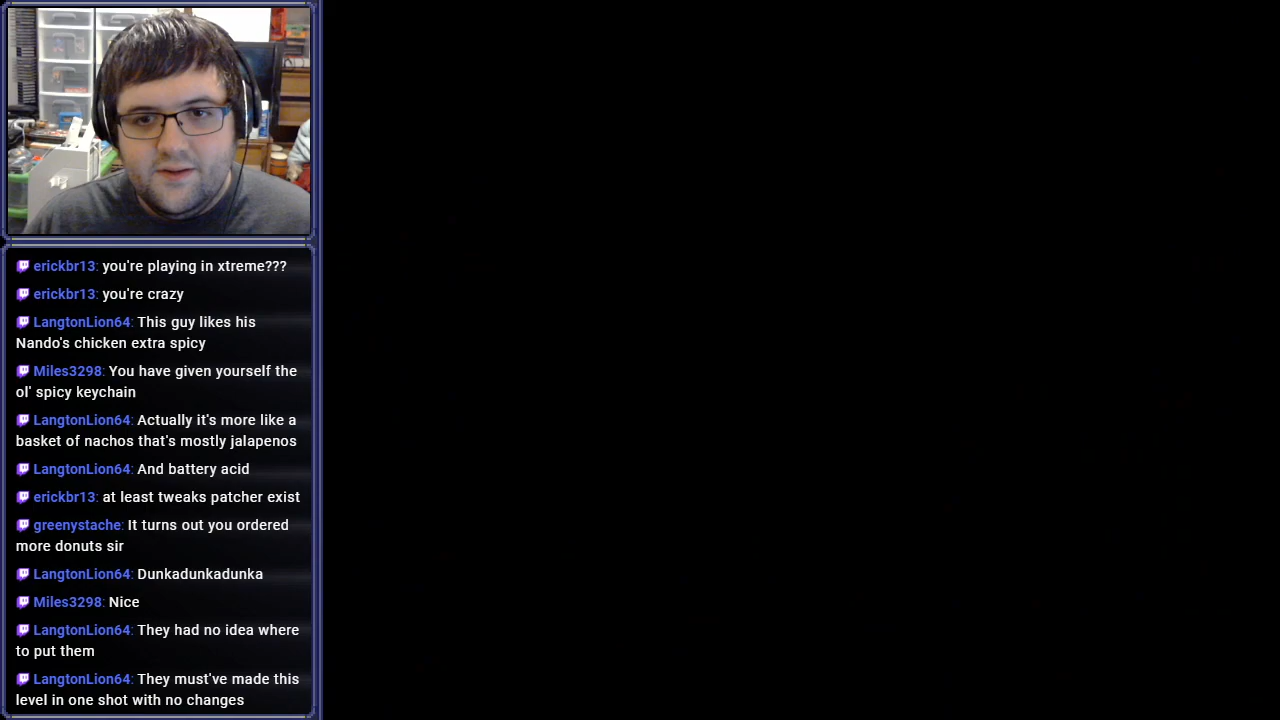 erickbr13: you're playing in xtreme???
erickbr13: you're crazy
LangtonLion64: This guy likes his
Nando's chicken extra spicy
Miles3298: You have given yourself the
ol' spicy keychain
LangtonLion64: Actually it's more like a
basket of nachos that's mostly jalapenos
LangtonLion64: And battery acid
erickbr13: at least tweaks patcher exist
greenystache: It turns out you ordered
more donuts sir
LangtonLion64: Dunkadunkadunka
Miles3298: Nice
LangtonLion64: They had no idea where
to put them
LangtonLion64: They must've made this
level in one shot with no changes